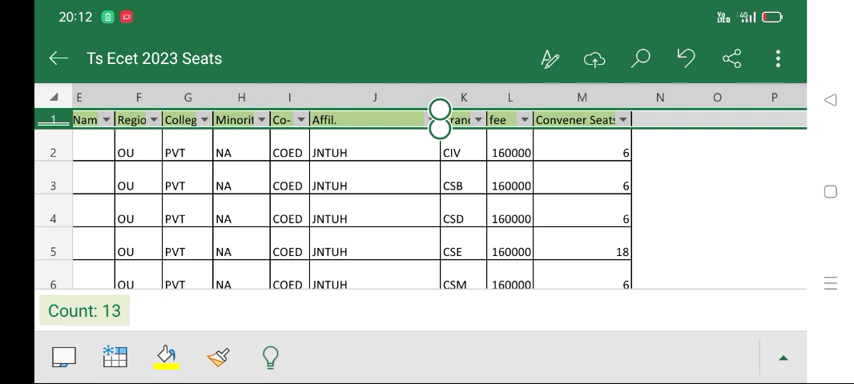 20:12
Ts Ecet 2023 Seats
E F G H I J K L M N O P
1 Nam Regio Colleg Minorit Co- Affil. ranc fee Convener Seats
2 OU PVT NA COED JNTUH CIV 160000 6
3 OU PVT NA COED JNTUH CSB 160000 6
4 OU PVT NA COED JNTUH CSD 160000 6
5 OU PVT NA COED JNTUH CSE 160000 18
6 OU PVT NA COED JNTUH CSM 160000 6
Count: 13